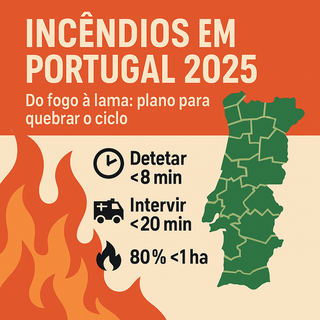 INCÊNDIOS EM
PORTUGAL 2025
Do fogo à lama: plano para
quebrar o ciclo
Detetar
<8 min
Intervir
<20 min
80% <1 ha